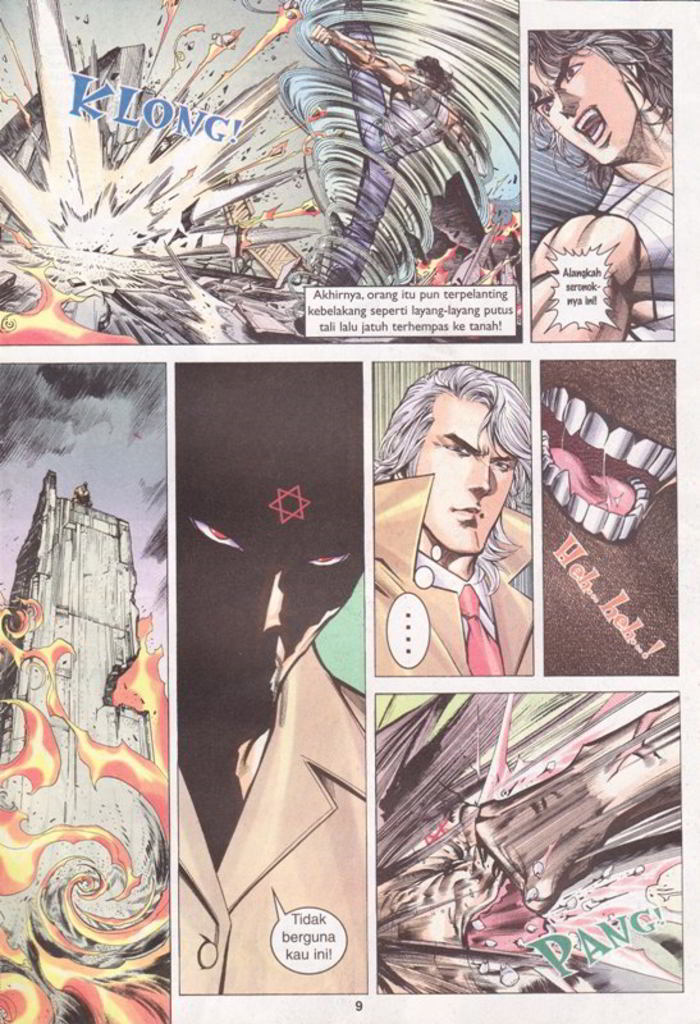 KLONG!
Akhirnya, orang itu pun terpelanting
kebelakang seperti layang-layang putus
tali lalu jatuh terhempas ke tanah!
Alangkah
seronok-
nya ini!
....
Heh.. heh..!
Tidak
berguna
kau ini!
PANG!
9